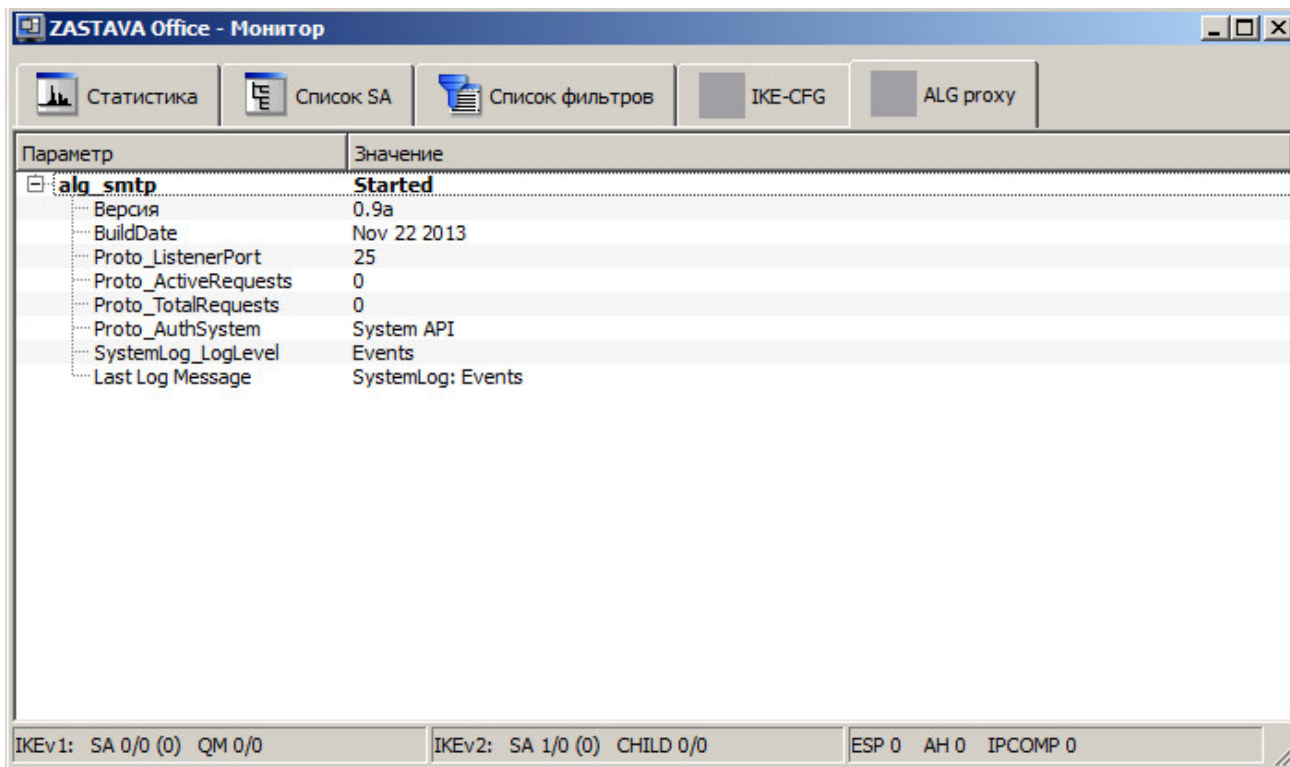 ZASTAVA Office - Монитор
Статистика Список SA Список фильтров IKE-CFG ALG proxy
Параметр Значение
alg_smtp Started
Версия 0.9a
BuildDate Nov 22 2013
Proto_ListenerPort 25
Proto_ActiveRequests 0
Proto_TotalRequests 0
Proto_AuthSystem System API
SystemLog_LogLevel Events
Last Log Message SystemLog: Events
IKEv1: SA 0/0 (0) QM 0/0 IKEv2: SA 1/0 (0) CHILD 0/0 ESP 0 AH 0 IPCOMP 0